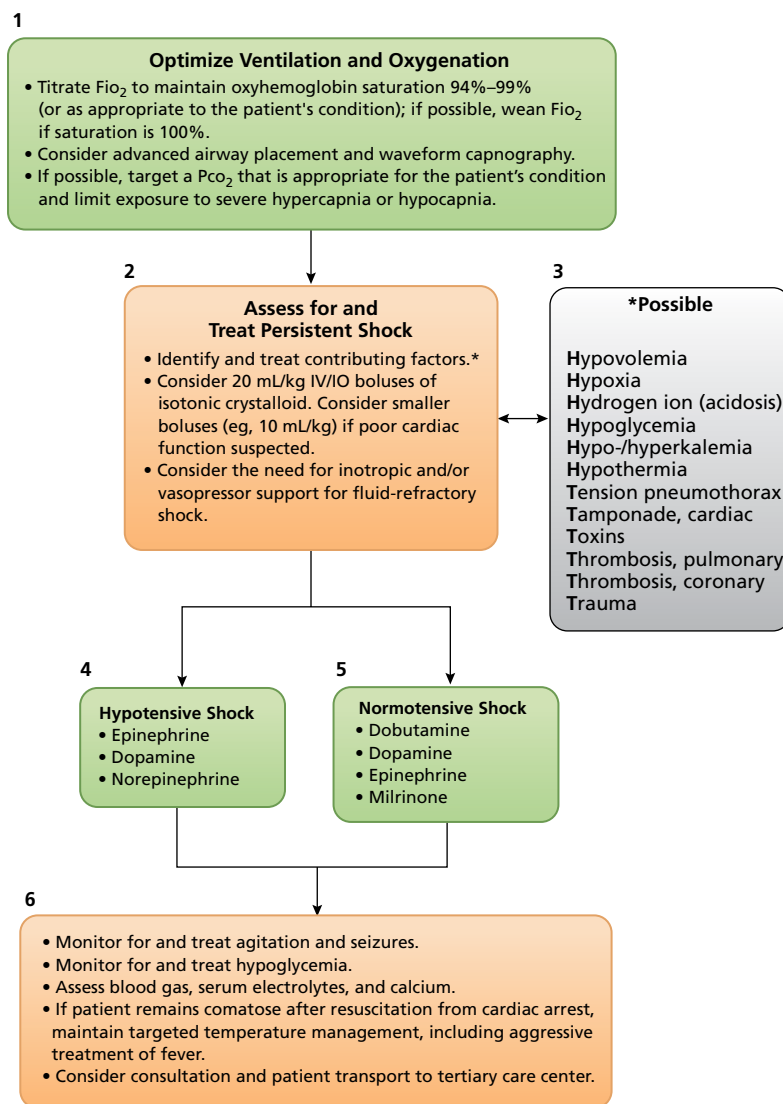 1
Optimize Ventilation and Oxygenation
• Titrate Fio₂ to maintain oxyhemoglobin saturation 94%–99%
(or as appropriate to the patient's condition); if possible, wean Fio₂
if saturation is 100%.
• Consider advanced airway placement and waveform capnography.
• If possible, target a Pco₂ that is appropriate for the patient’s condition
and limit exposure to severe hypercapnia or hypocapnia.
2
Assess for and
Treat Persistent Shock
• Identify and treat contributing factors.*
• Consider 20 mL/kg IV/IO boluses of
isotonic crystalloid. Consider smaller
boluses (eg, 10 mL/kg) if poor cardiac
function suspected.
• Consider the need for inotropic and/or
vasopressor support for fluid-refractory
shock.
3
*Possible
Hypovolemia
Hypoxia
Hydrogen ion (acidosis)
Hypoglycemia
Hypo-/hyperkalemia
Hypothermia
Tension pneumothorax
Tamponade, cardiac
Toxins
Thrombosis, pulmonary
Thrombosis, coronary
Trauma
4
Hypotensive Shock
• Epinephrine
• Dopamine
• Norepinephrine
5
Normotensive Shock
• Dobutamine
• Dopamine
• Epinephrine
• Milrinone
6
• Monitor for and treat agitation and seizures.
• Monitor for and treat hypoglycemia.
• Assess blood gas, serum electrolytes, and calcium.
• If patient remains comatose after resuscitation from cardiac arrest,
maintain targeted temperature management, including aggressive
treatment of fever.
• Consider consultation and patient transport to tertiary care center.